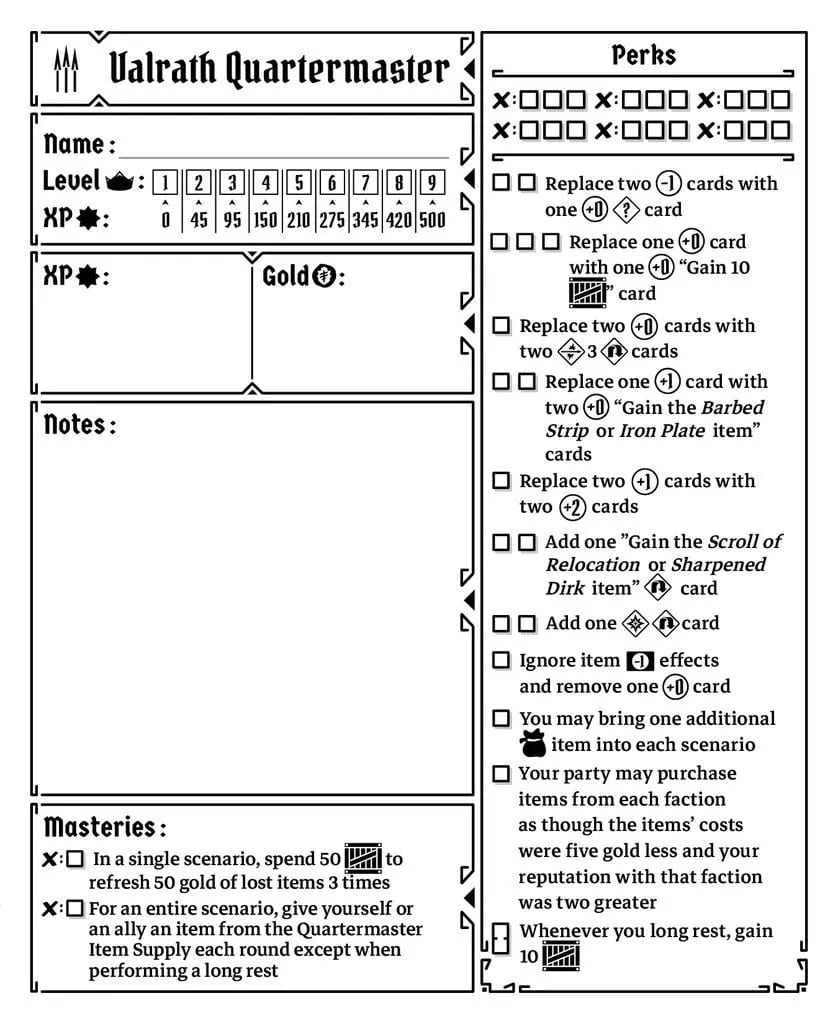 Valrath Quartermaster
Name:
Level : 1 2 3 4 5 6 7 8 9
XP : 0 45 95 150 210 275 345 420 500
XP : Gold :
Notes:
Masteries:
In a single scenario, spend 50 to
refresh 50 gold of lost items 3 times
For an entire scenario, give yourself or
an ally an item from the Quartermaster
Item Supply each round except when
performing a long rest
Perks
Replace two -1 cards with
one +0 ? card
Replace one +0 card
with one +0 “Gain 10
” card
Replace two +0 cards with
two 3 cards
Replace one +1 card with
two +0 “Gain the Barbed
Strip or Iron Plate item”
cards
Replace two +1 cards with
two +2 cards
Add one ”Gain the Scroll of
Relocation or Sharpened
Dirk item” card
Add one card
Ignore item -1 effects
and remove one +0 card
You may bring one additional
item into each scenario
Your party may purchase
items from each faction
as though the items’ costs
were five gold less and your
reputation with that faction
was two greater
Whenever you long rest, gain
10